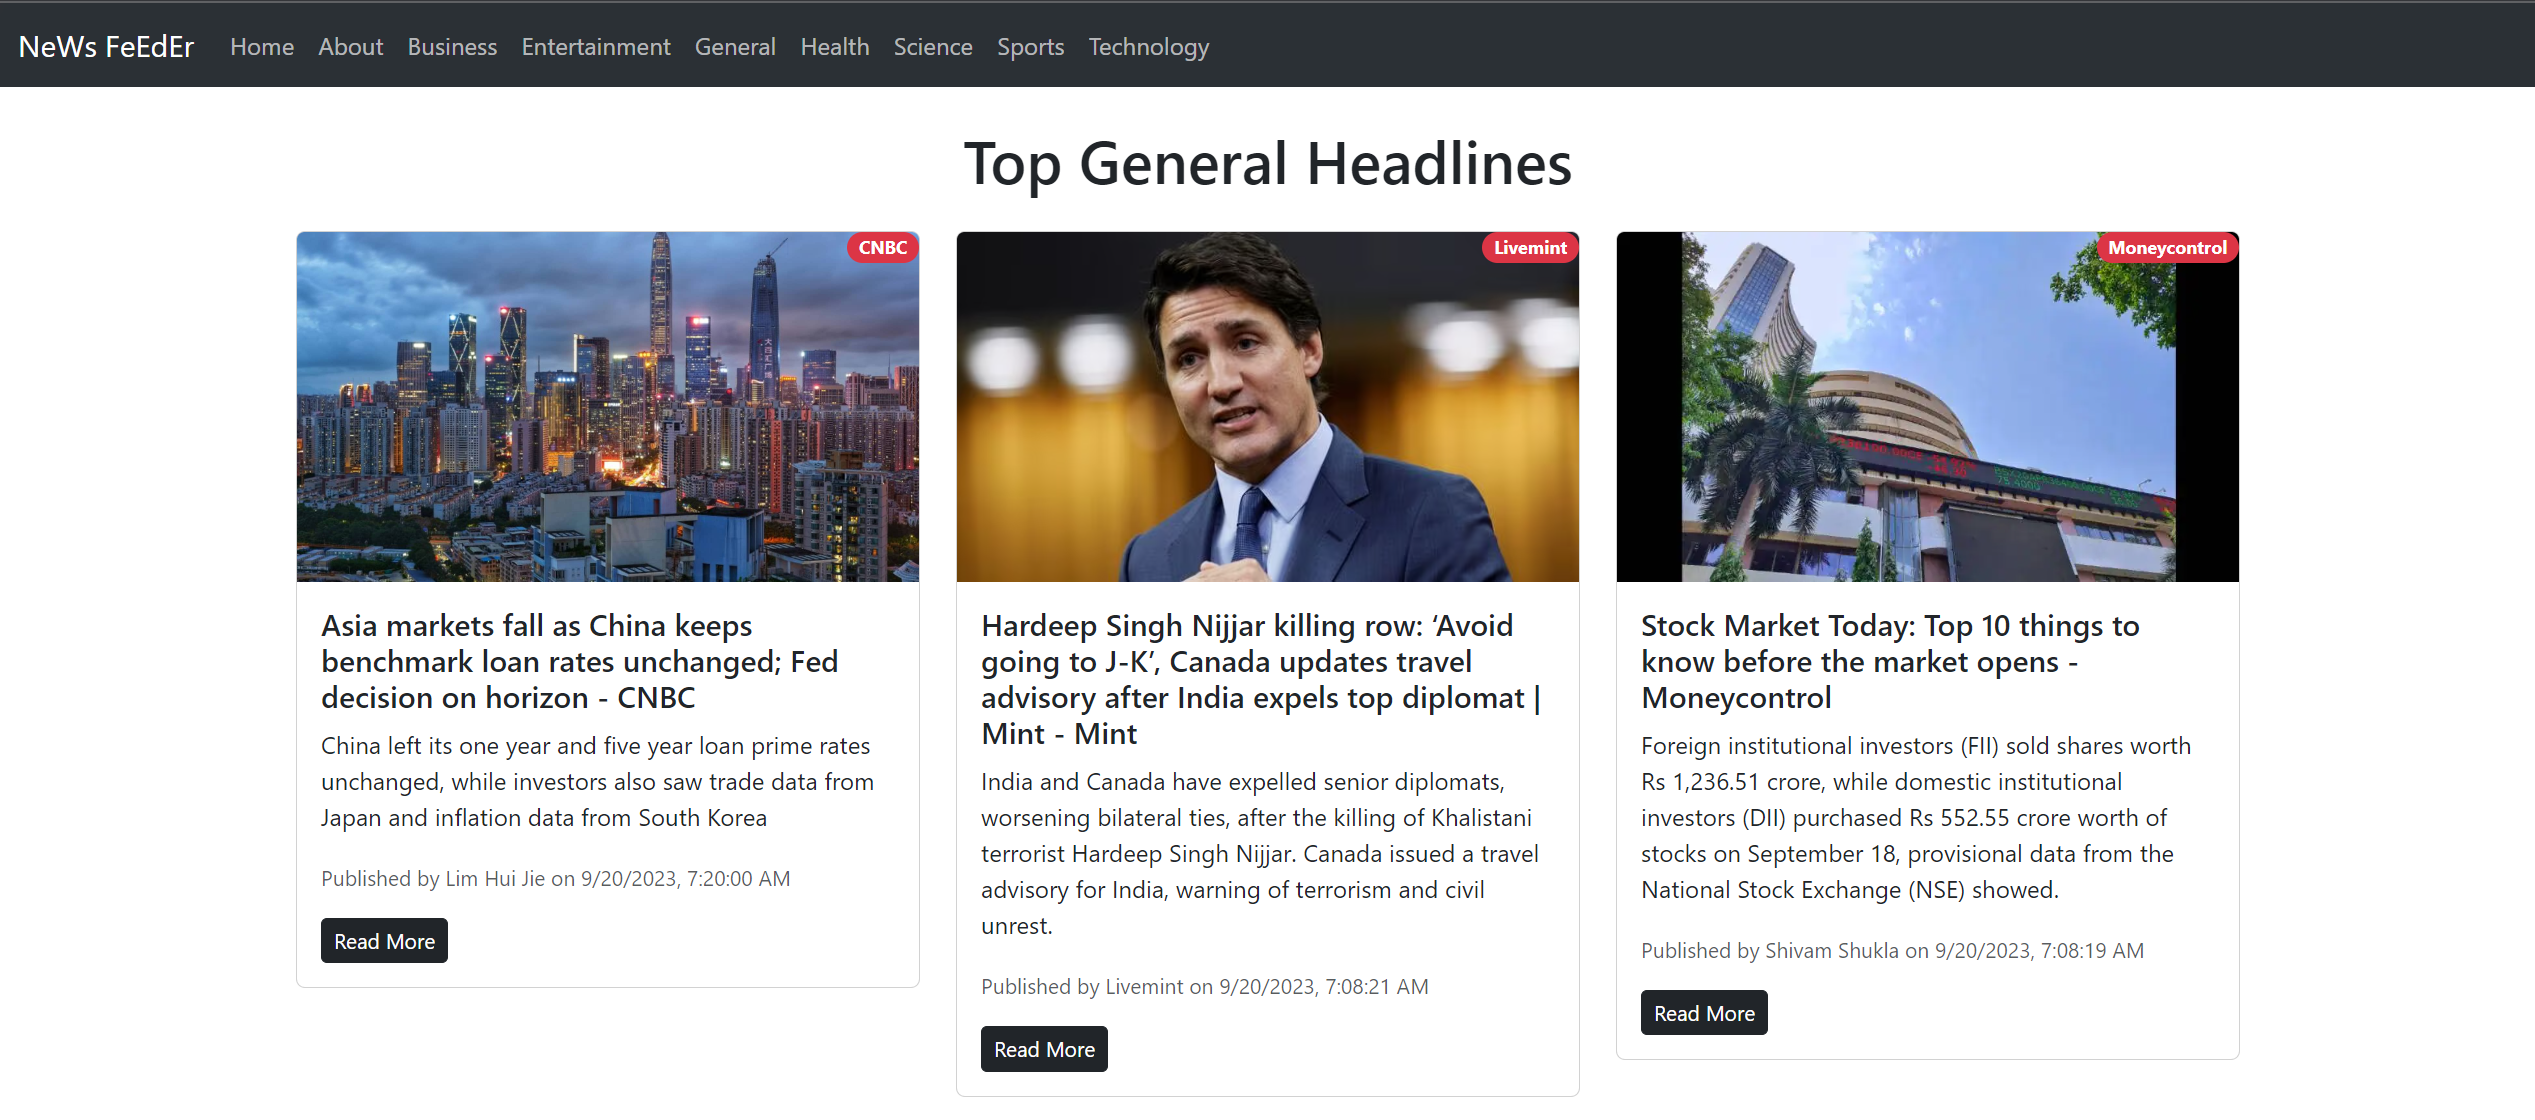 NeWs FeEdEr Home About Business Entertainment General Health Science Sports Technology
Top General Headlines
CNBC
Asia markets fall as China keeps
benchmark loan rates unchanged; Fed
decision on horizon - CNBC
China left its one year and five year loan prime rates
unchanged, while investors also saw trade data from
Japan and inflation data from South Korea
Published by Lim Hui Jie on 9/20/2023, 7:20:00 AM
Read More
Livemint
Hardeep Singh Nijjar killing row: ‘Avoid
going to J-K’, Canada updates travel
advisory after India expels top diplomat |
Mint - Mint
India and Canada have expelled senior diplomats,
worsening bilateral ties, after the killing of Khalistani
terrorist Hardeep Singh Nijjar. Canada issued a travel
advisory for India, warning of terrorism and civil
unrest.
Published by Livemint on 9/20/2023, 7:08:21 AM
Read More
Moneycontrol
Stock Market Today: Top 10 things to
know before the market opens -
Moneycontrol
Foreign institutional investors (FII) sold shares worth
Rs 1,236.51 crore, while domestic institutional
investors (DII) purchased Rs 552.55 crore worth of
stocks on September 18, provisional data from the
National Stock Exchange (NSE) showed.
Published by Shivam Shukla on 9/20/2023, 7:08:19 AM
Read More